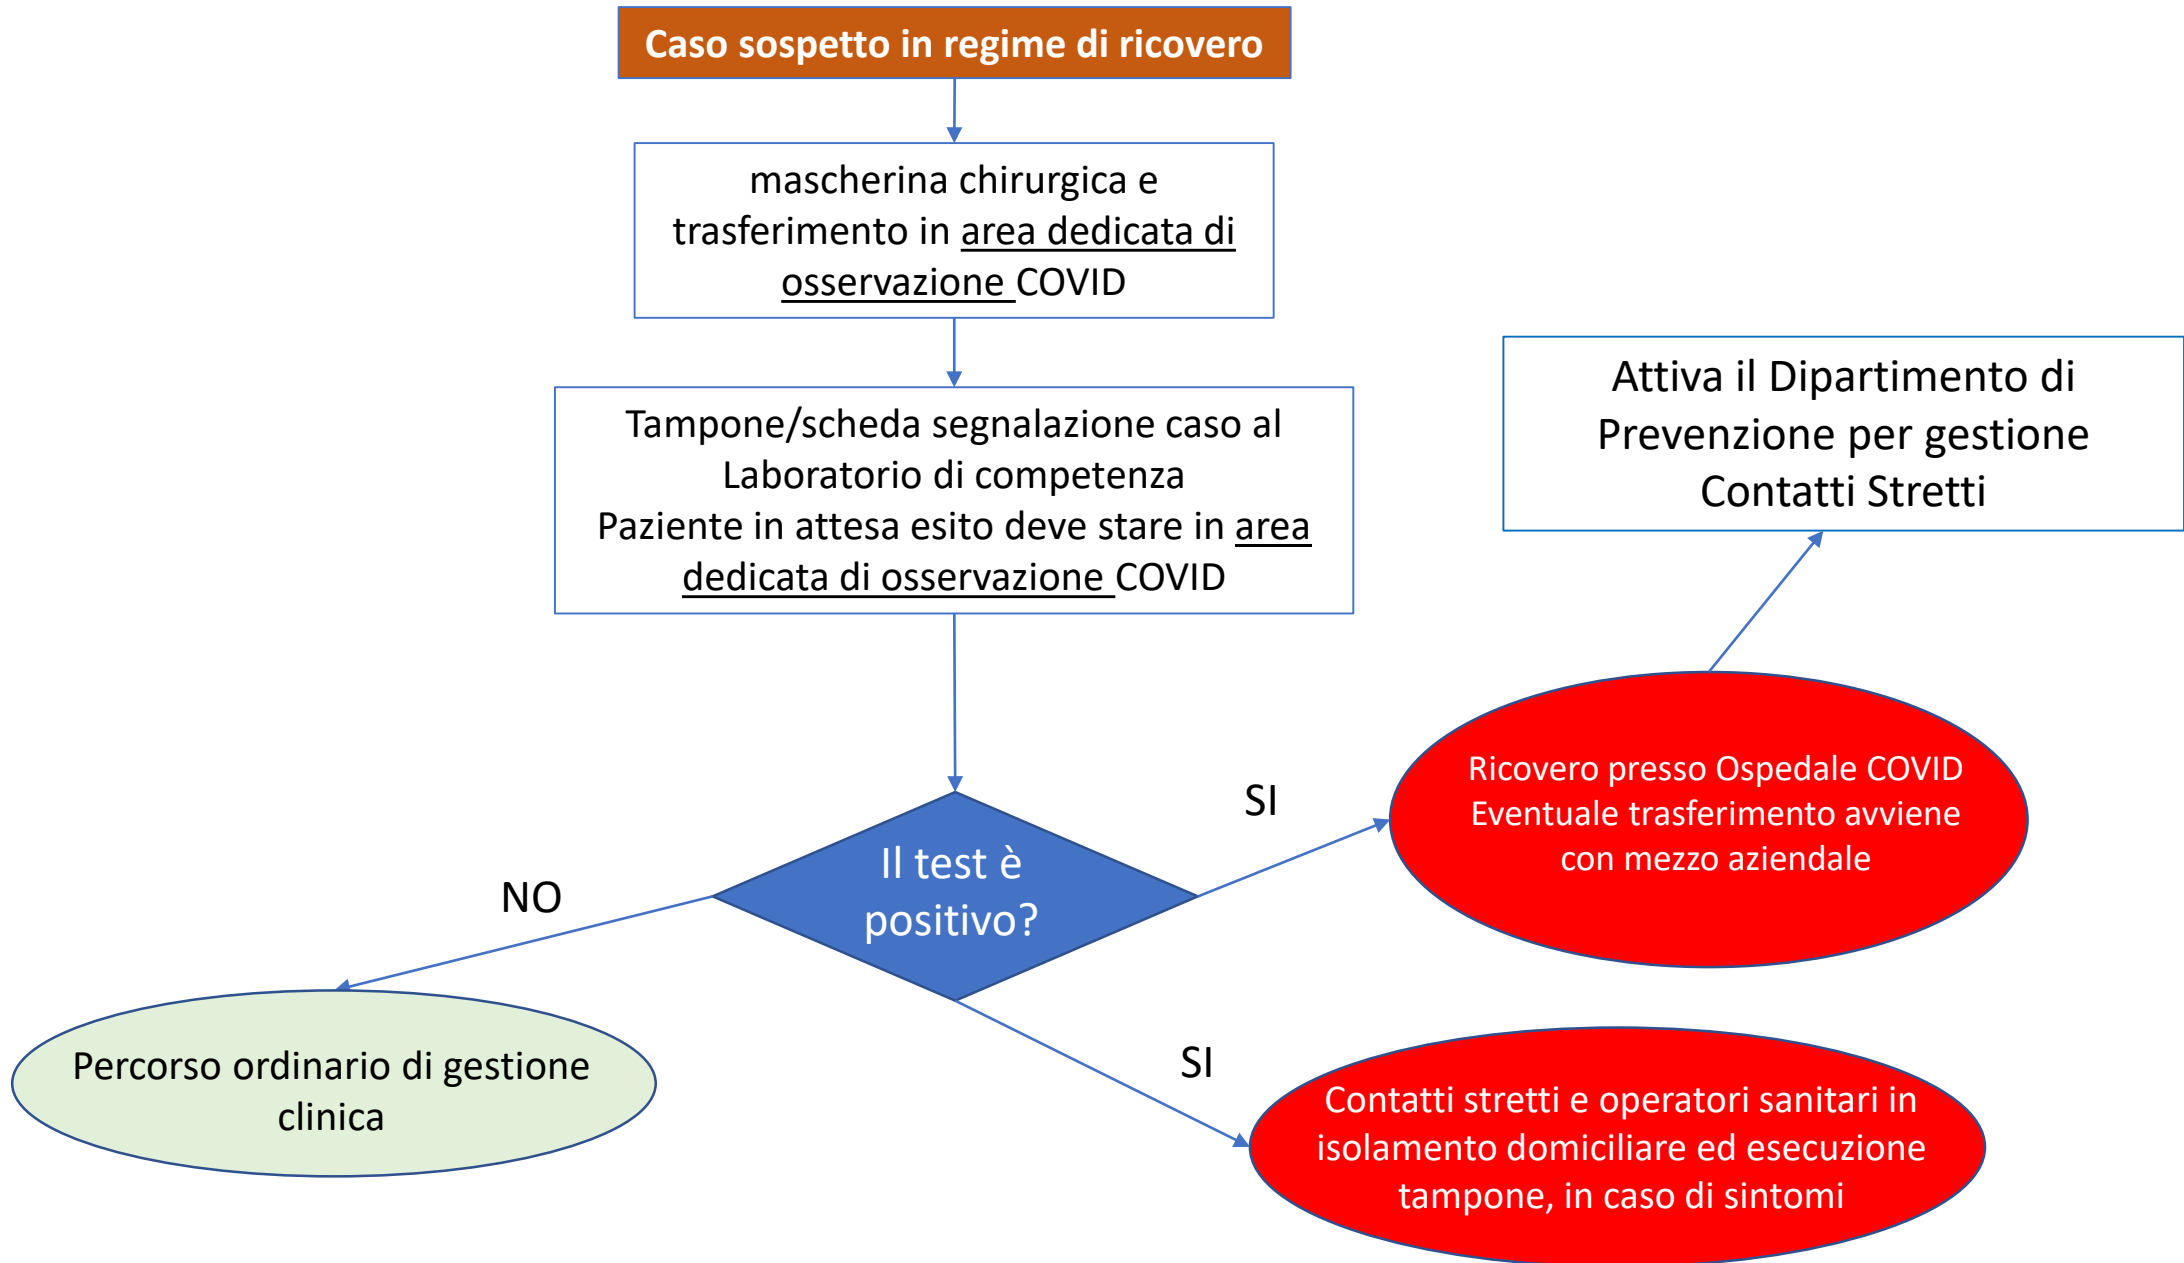 Caso sospetto in regime di ricovero
mascherina chirurgica e
trasferimento in area dedicata di
osservazione COVID
Tampone/scheda segnalazione caso al
Laboratorio di competenza
Paziente in attesa esito deve stare in area
dedicata di osservazione COVID
Attiva il Dipartimento di
Prevenzione per gestione
Contatti Stretti
Il test è
positivo?
SI
Ricovero presso Ospedale COVID
Eventuale trasferimento avviene
con mezzo aziendale
NO
Percorso ordinario di gestione
clinica
SI
Contatti stretti e operatori sanitari in
isolamento domiciliare ed esecuzione
tampone, in caso di sintomi